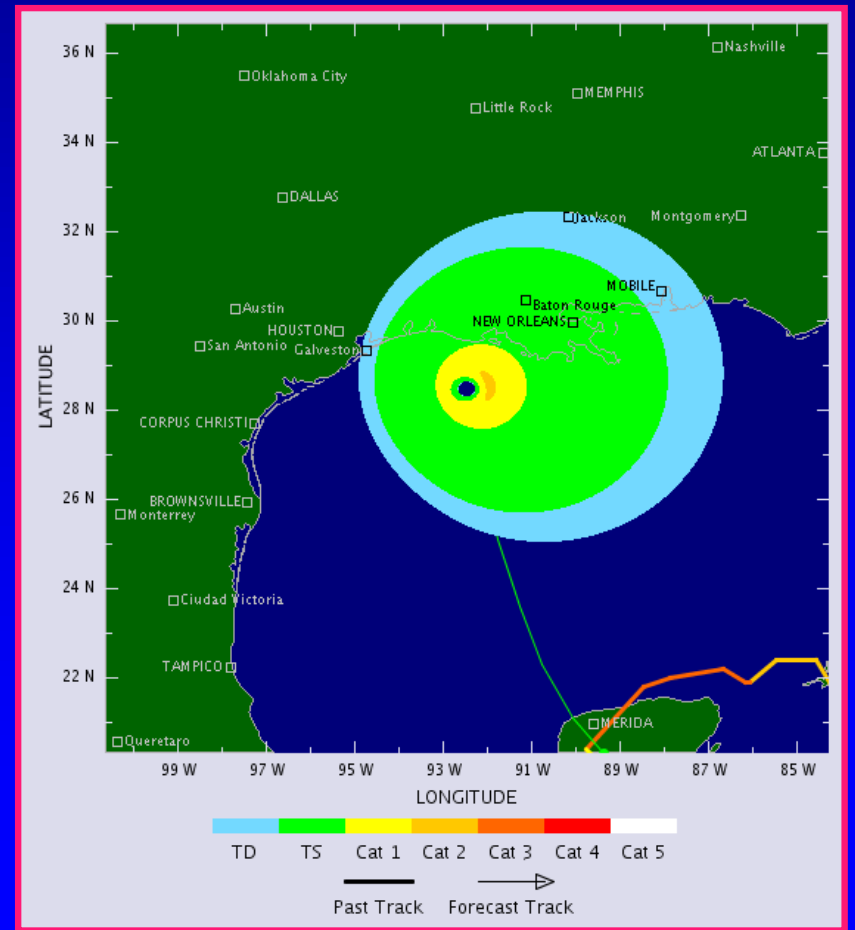 36 N
Nashville
Oklahoma City
MEMPHIS
Little Rock
34 N
ATLANTA
DALLAS
32 N
Jackson
Montgomery
MOBILE
Austin
Baton Rouge
30 N
HOUSTON
NEW ORLEANS
San Antonio
Galveston
LATITUDE
28 N
CORPUS CHRISTI
26 N
BROWNSVILLE
Monterrey
24 N
Ciudad Victoria
TAMPICO
22 N
MERIDA
Queretaro
99 W 97 W 95 W 93 W 91 W 89 W 87 W 85 W
LONGITUDE
TD TS Cat 1 Cat 2 Cat 3 Cat 4 Cat 5
Past Track Forecast Track